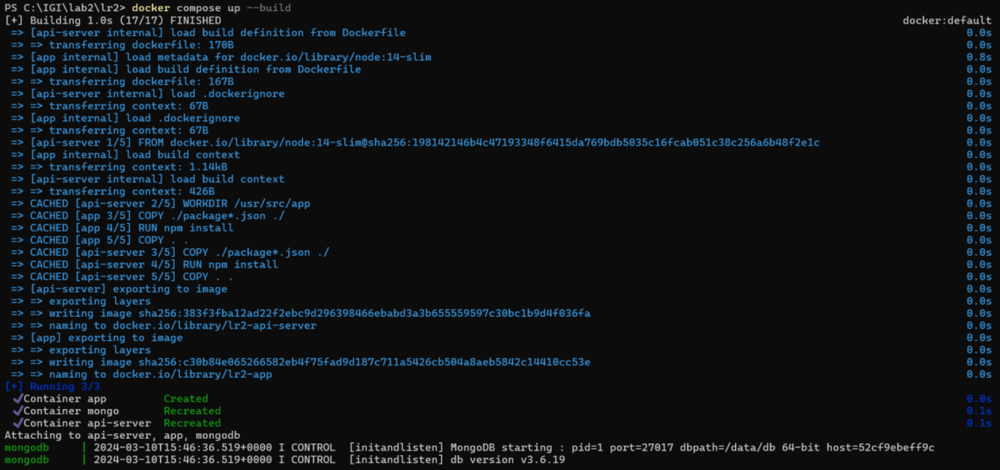 PS C:\IGI\lab2\lr2> docker compose up --build
[+] Building 1.0s (17/17) FINISHED docker:default
=> [api-server internal] load build definition from Dockerfile 0.0s
=> => transferring dockerfile: 170B 0.0s
=> [app internal] load metadata for docker.io/library/node:14-slim 0.8s
=> [app internal] load build definition from Dockerfile 0.0s
=> => transferring dockerfile: 167B 0.0s
=> [api-server internal] load .dockerignore 0.0s
=> => transferring context: 67B 0.0s
=> [app internal] load .dockerignore 0.0s
=> => transferring context: 67B 0.0s
=> [api-server 1/5] FROM docker.io/library/node:14-slim@sha256:198142146b4c47193348f6415da769bdb5035c16fcab051c38c256a6b48f2e1c 0.0s
=> [app internal] load build context 0.0s
=> => transferring context: 1.14kB 0.0s
=> [api-server internal] load build context 0.0s
=> => transferring context: 426B 0.0s
=> CACHED [api-server 2/5] WORKDIR /usr/src/app 0.0s
=> CACHED [app 3/5] COPY ./package*.json ./ 0.0s
=> CACHED [app 4/5] RUN npm install 0.0s
=> CACHED [app 5/5] COPY . . 0.0s
=> CACHED [api-server 3/5] COPY ./package*.json ./ 0.0s
=> CACHED [api-server 4/5] RUN npm install 0.0s
=> CACHED [api-server 5/5] COPY . . 0.0s
=> [api-server] exporting to image 0.0s
=> => exporting layers 0.0s
=> => writing image sha256:383f3fba12ad22f2ebc9d296398466ebabd3a3b655559597c30bc1b9d4f036fa 0.0s
=> => naming to docker.io/library/lr2-api-server 0.0s
=> [app] exporting to image 0.0s
=> => exporting layers 0.0s
=> => writing image sha256:c30b84e065266582eb4f75fad9d187c711a5426cb504a8aeb5842c14410cc53e 0.0s
=> => naming to docker.io/library/lr2-app 0.0s
[+] Running 3/3
✓Container app Created 0.0s
✓Container mongo Recreated 0.1s
✓Container api-server Recreated 0.1s
Attaching to api-server, app, mongodb
mongodb | 2024-03-10T15:46:36.519+0000 I CONTROL [initandlisten] MongoDB starting : pid=1 port=27017 dbpath=/data/db 64-bit host=52cf9ebeff9c
mongodb | 2024-03-10T15:46:36.519+0000 I CONTROL [initandlisten] db version v3.6.19